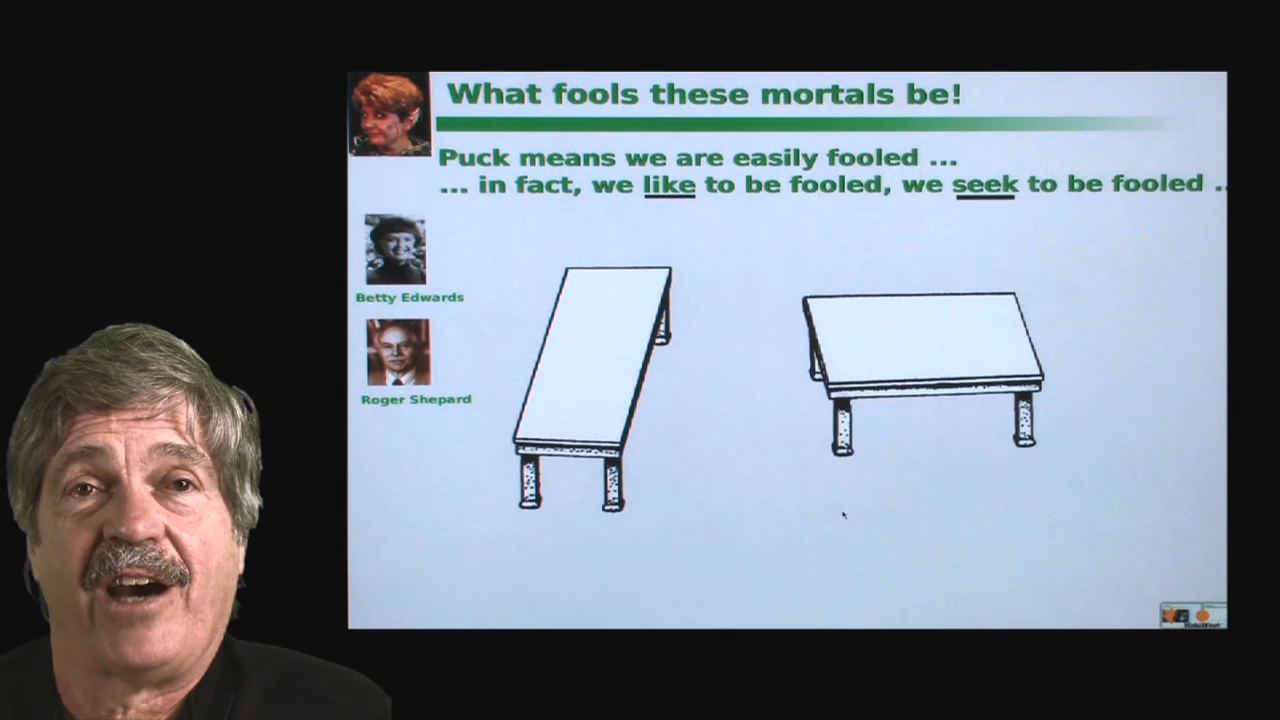 What fools these mortals be!
Puck means we are easily fooled ...
... in fact, we like to be fooled, we seek to be fooled ..
Betty Edwards
Roger Shepard